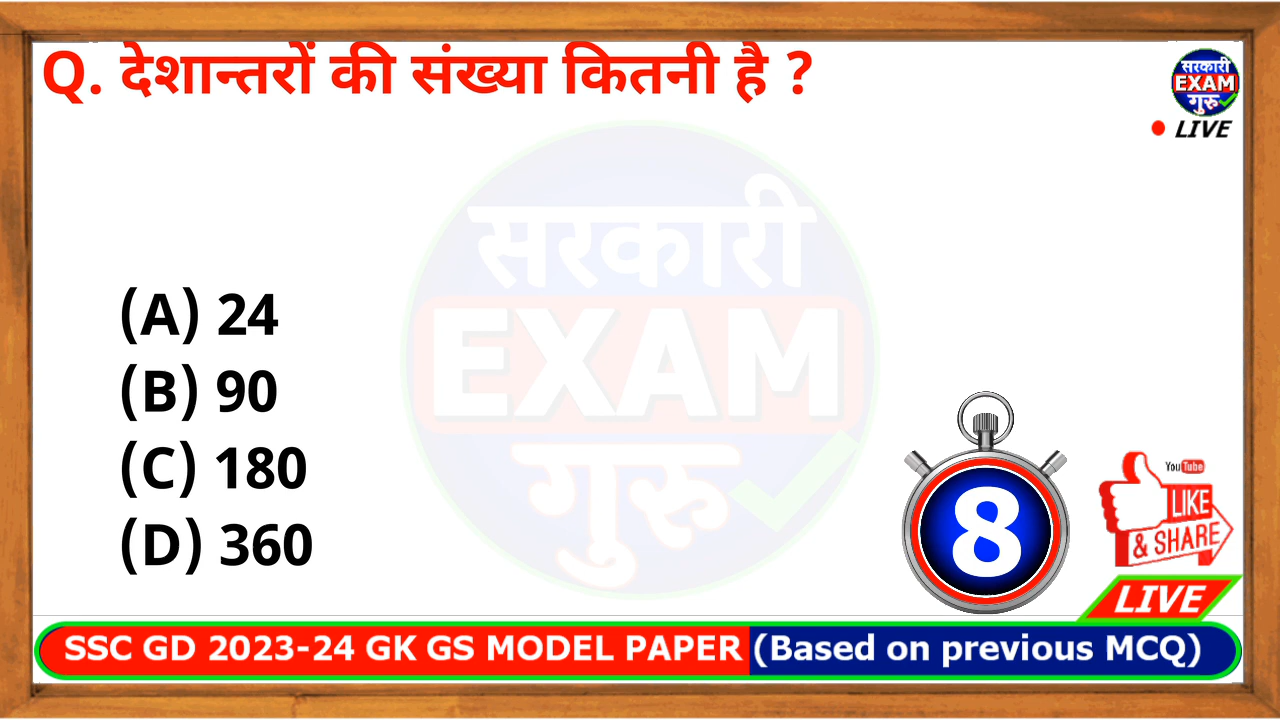 Q. देशान्तरों की संख्या कितनी है ?
सरकारी
EXAM
गुरु
LIVE
सरकारी
EXAM
गुरु
(A) 24
(B) 90
(C) 180
(D) 360
8
YouTube
LIKE
& SHARE
LIVE
SSC GD 2023-24 GK GS MODEL PAPER (Based on previous MCQ)